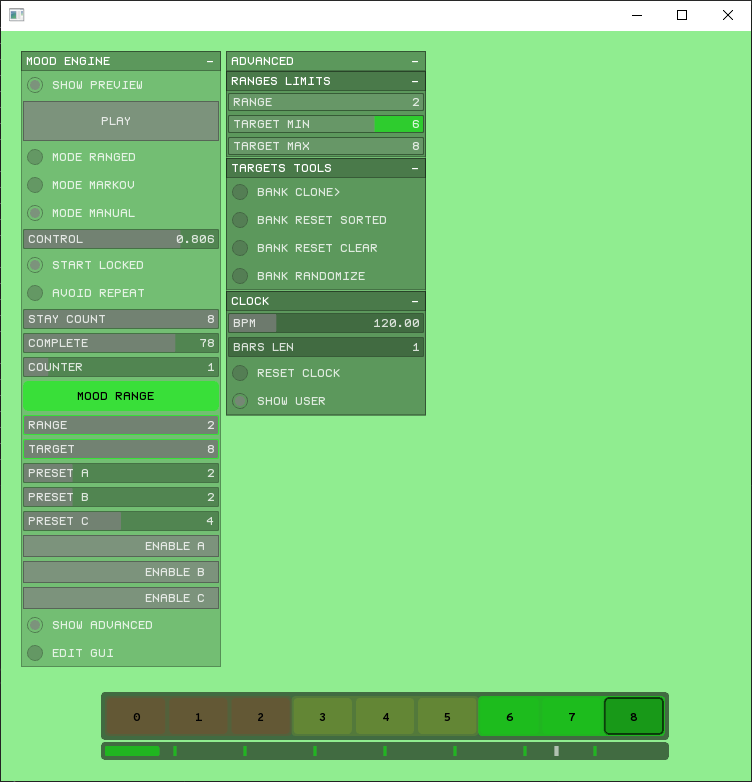 MOOD ENGINE -
SHOW PREVIEW
PLAY
MODE RANGED
MODE MARKOV
MODE MANUAL
CONTROL 0.806
START LOCKED
AVOID REPEAT
STAY COUNT 8
COMPLETE 78
COUNTER 1
MOOD RANGE
RANGE 2
TARGET 8
PRESET A 2
PRESET B 2
PRESET C 4
ENABLE A
ENABLE B
ENABLE C
SHOW ADVANCED
EDIT GUI
ADVANCED -
RANGES LIMITS -
RANGE 2
TARGET MIN 6
TARGET MAX 8
TARGETS TOOLS -
BANK CLONE>
BANK RESET SORTED
BANK RESET CLEAR
BANK RANDOMIZE
CLOCK -
BPM 120.00
BARS LEN 1
RESET CLOCK
SHOW USER
0 1 2 3 4 5 6 7 8